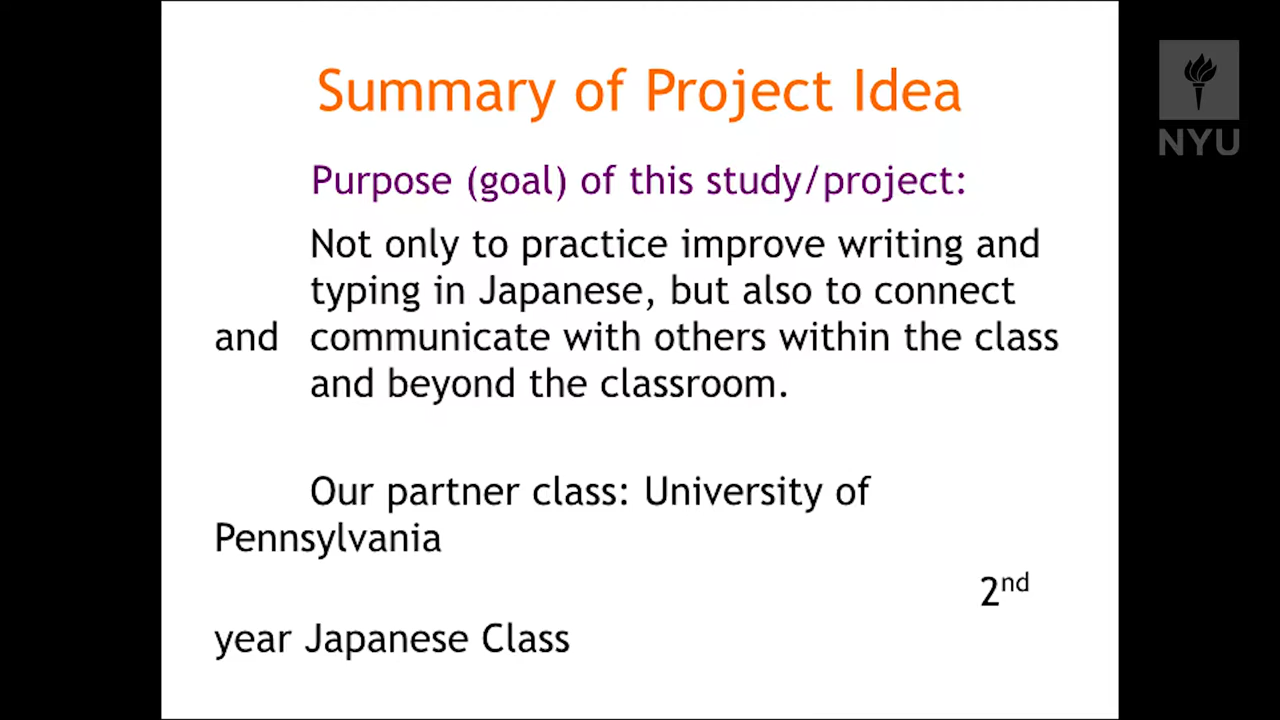 Summary of Project Idea
NYU
Purpose (goal) of this study/project:
Not only to practice improve writing and
typing in Japanese, but also to connect
and communicate with others within the class
and beyond the classroom.
Our partner class: University of
Pennsylvania
2nd
year Japanese Class